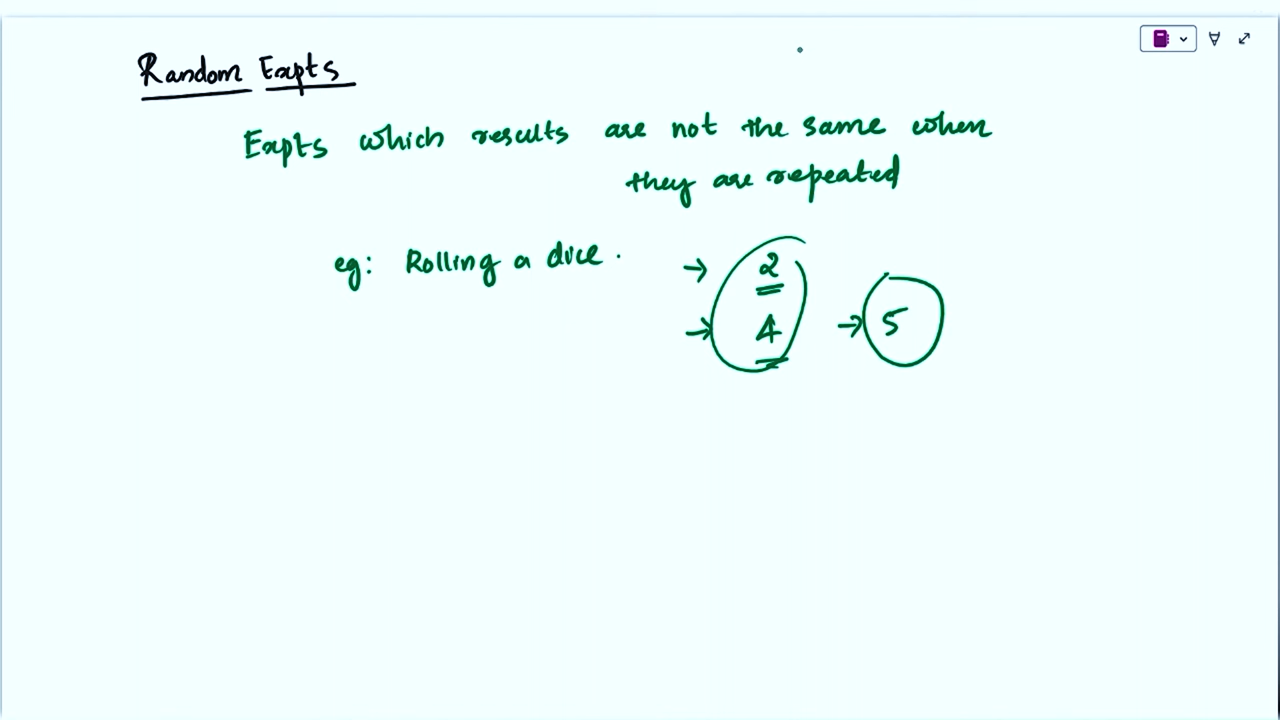 Random Expts
Expts which results are not the same when
they are repeated
eg: Rolling a dice. → 2
→ 4 → 5